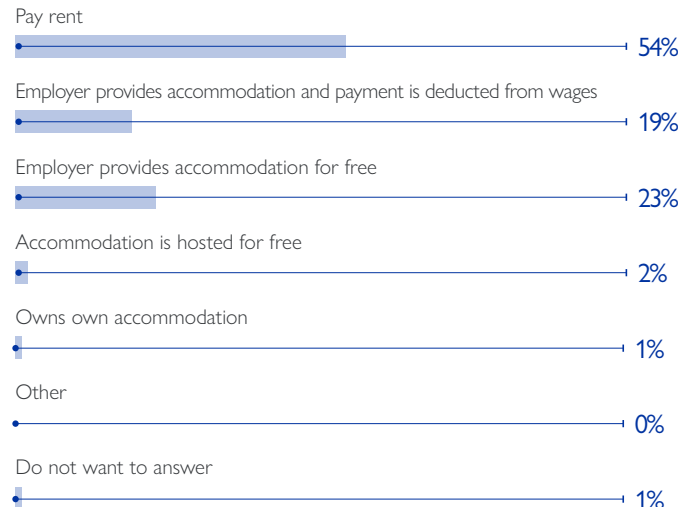 Pay rent
54%
Employer provides accommodation and payment is deducted from wages
19%
Employer provides accommodation for free
23%
Accommodation is hosted for free
2%
Owns own accommodation
1%
Other
0%
Do not want to answer
1%